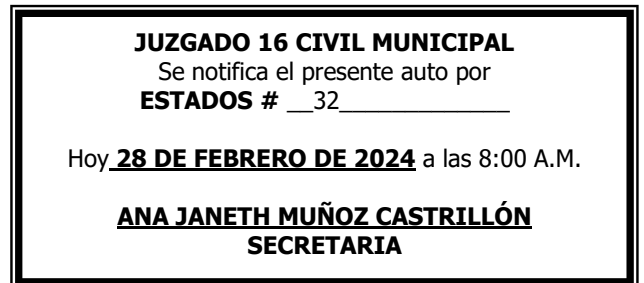 JUZGADO 16 CIVIL MUNICIPAL
Se notifica el presente auto por
ESTADOS # __32_____________
Hoy 28 DE FEBRERO DE 2024 a las 8:00 A.M.
ANA JANETH MUÑOZ CASTRILLÓN
SECRETARIA